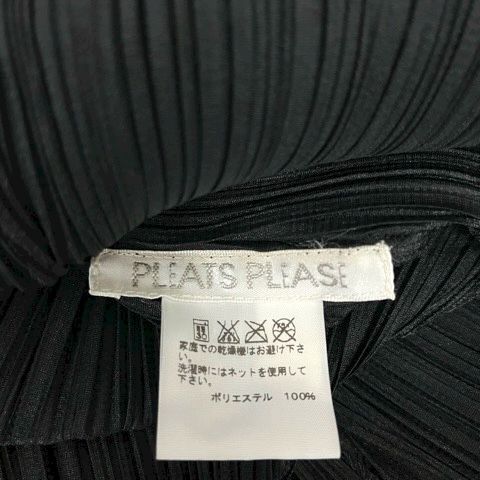 PLEATS PLEASE
30
家庭での乾燥機はお避け下さ
い。
洗濯時にはネットを使用して
下さい。
ポリエステル 100%